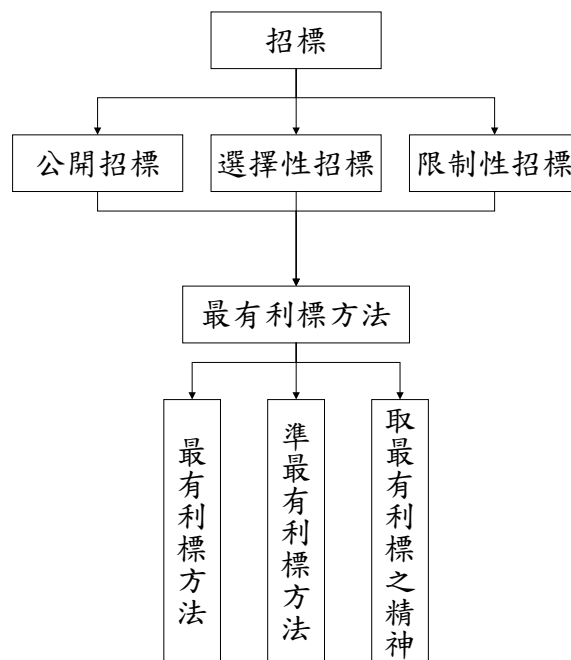 招標
公開招標
選擇性招標
限制性招標
最有利標方法
最有利標方法
準最有利標方法
取最有利標之精神